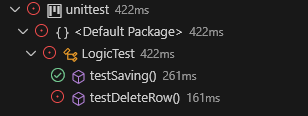 unittest 422ms
{ } <Default Package> 422ms
LogicTest 422ms
testSaving() 261ms
testDeleteRow() 161ms